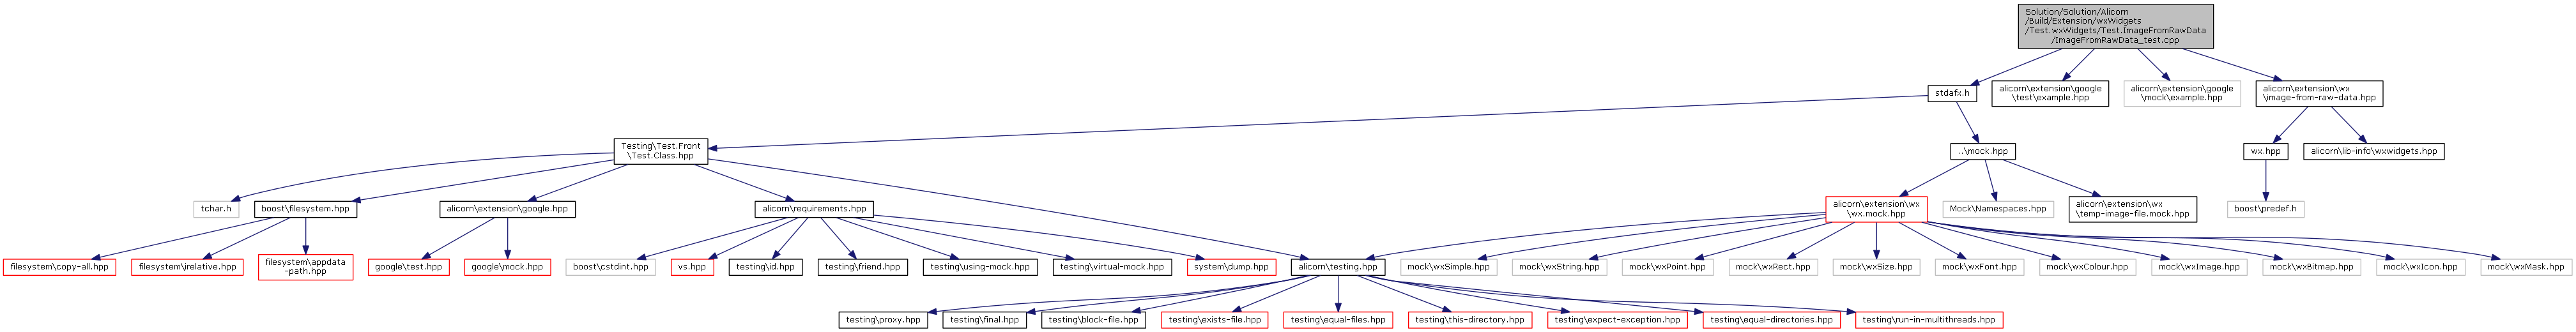 Solution/Solution/Alicorn
/Build/Extension/wxWidgets
/Test.wxWidgets/Test.ImageFromRawData
/ImageFromRawData_test.cpp
stdafx.h
alicorn\extension\google
\test\example.hpp
alicorn\extension\google
\mock\example.hpp
alicorn\extension\wx
\image-from-raw-data.hpp
Testing\Test.Front
\Test.Class.hpp
..\mock.hpp
wx.hpp
alicorn\lib-info\wxwidgets.hpp
tchar.h
boost\filesystem.hpp
alicorn\extension\google.hpp
alicorn\requirements.hpp
alicorn\extension\wx
\wx.mock.hpp
Mock\Namespaces.hpp
alicorn\extension\wx
\temp-image-file.mock.hpp
boost\predef.h
filesystem\copy-all.hpp
filesystem\relative.hpp
filesystem\appdata
-path.hpp
google\test.hpp
google\mock.hpp
boost\cstdint.hpp
vs.hpp
testing\id.hpp
testing\friend.hpp
testing\using-mock.hpp
testing\virtual-mock.hpp
system\dump.hpp
alicorn\testing.hpp
mock\wxSimple.hpp
mock\wxString.hpp
mock\wxPoint.hpp
mock\wxRect.hpp
mock\wxSize.hpp
mock\wxFont.hpp
mock\wxColour.hpp
mock\wxImage.hpp
mock\wxBitmap.hpp
mock\wxIcon.hpp
mock\wxMask.hpp
testing\proxy.hpp
testing\final.hpp
testing\block-file.hpp
testing\exists-file.hpp
testing\equal-files.hpp
testing\this-directory.hpp
testing\expect-exception.hpp
testing\equal-directories.hpp
testing\run-in-multithreads.hpp